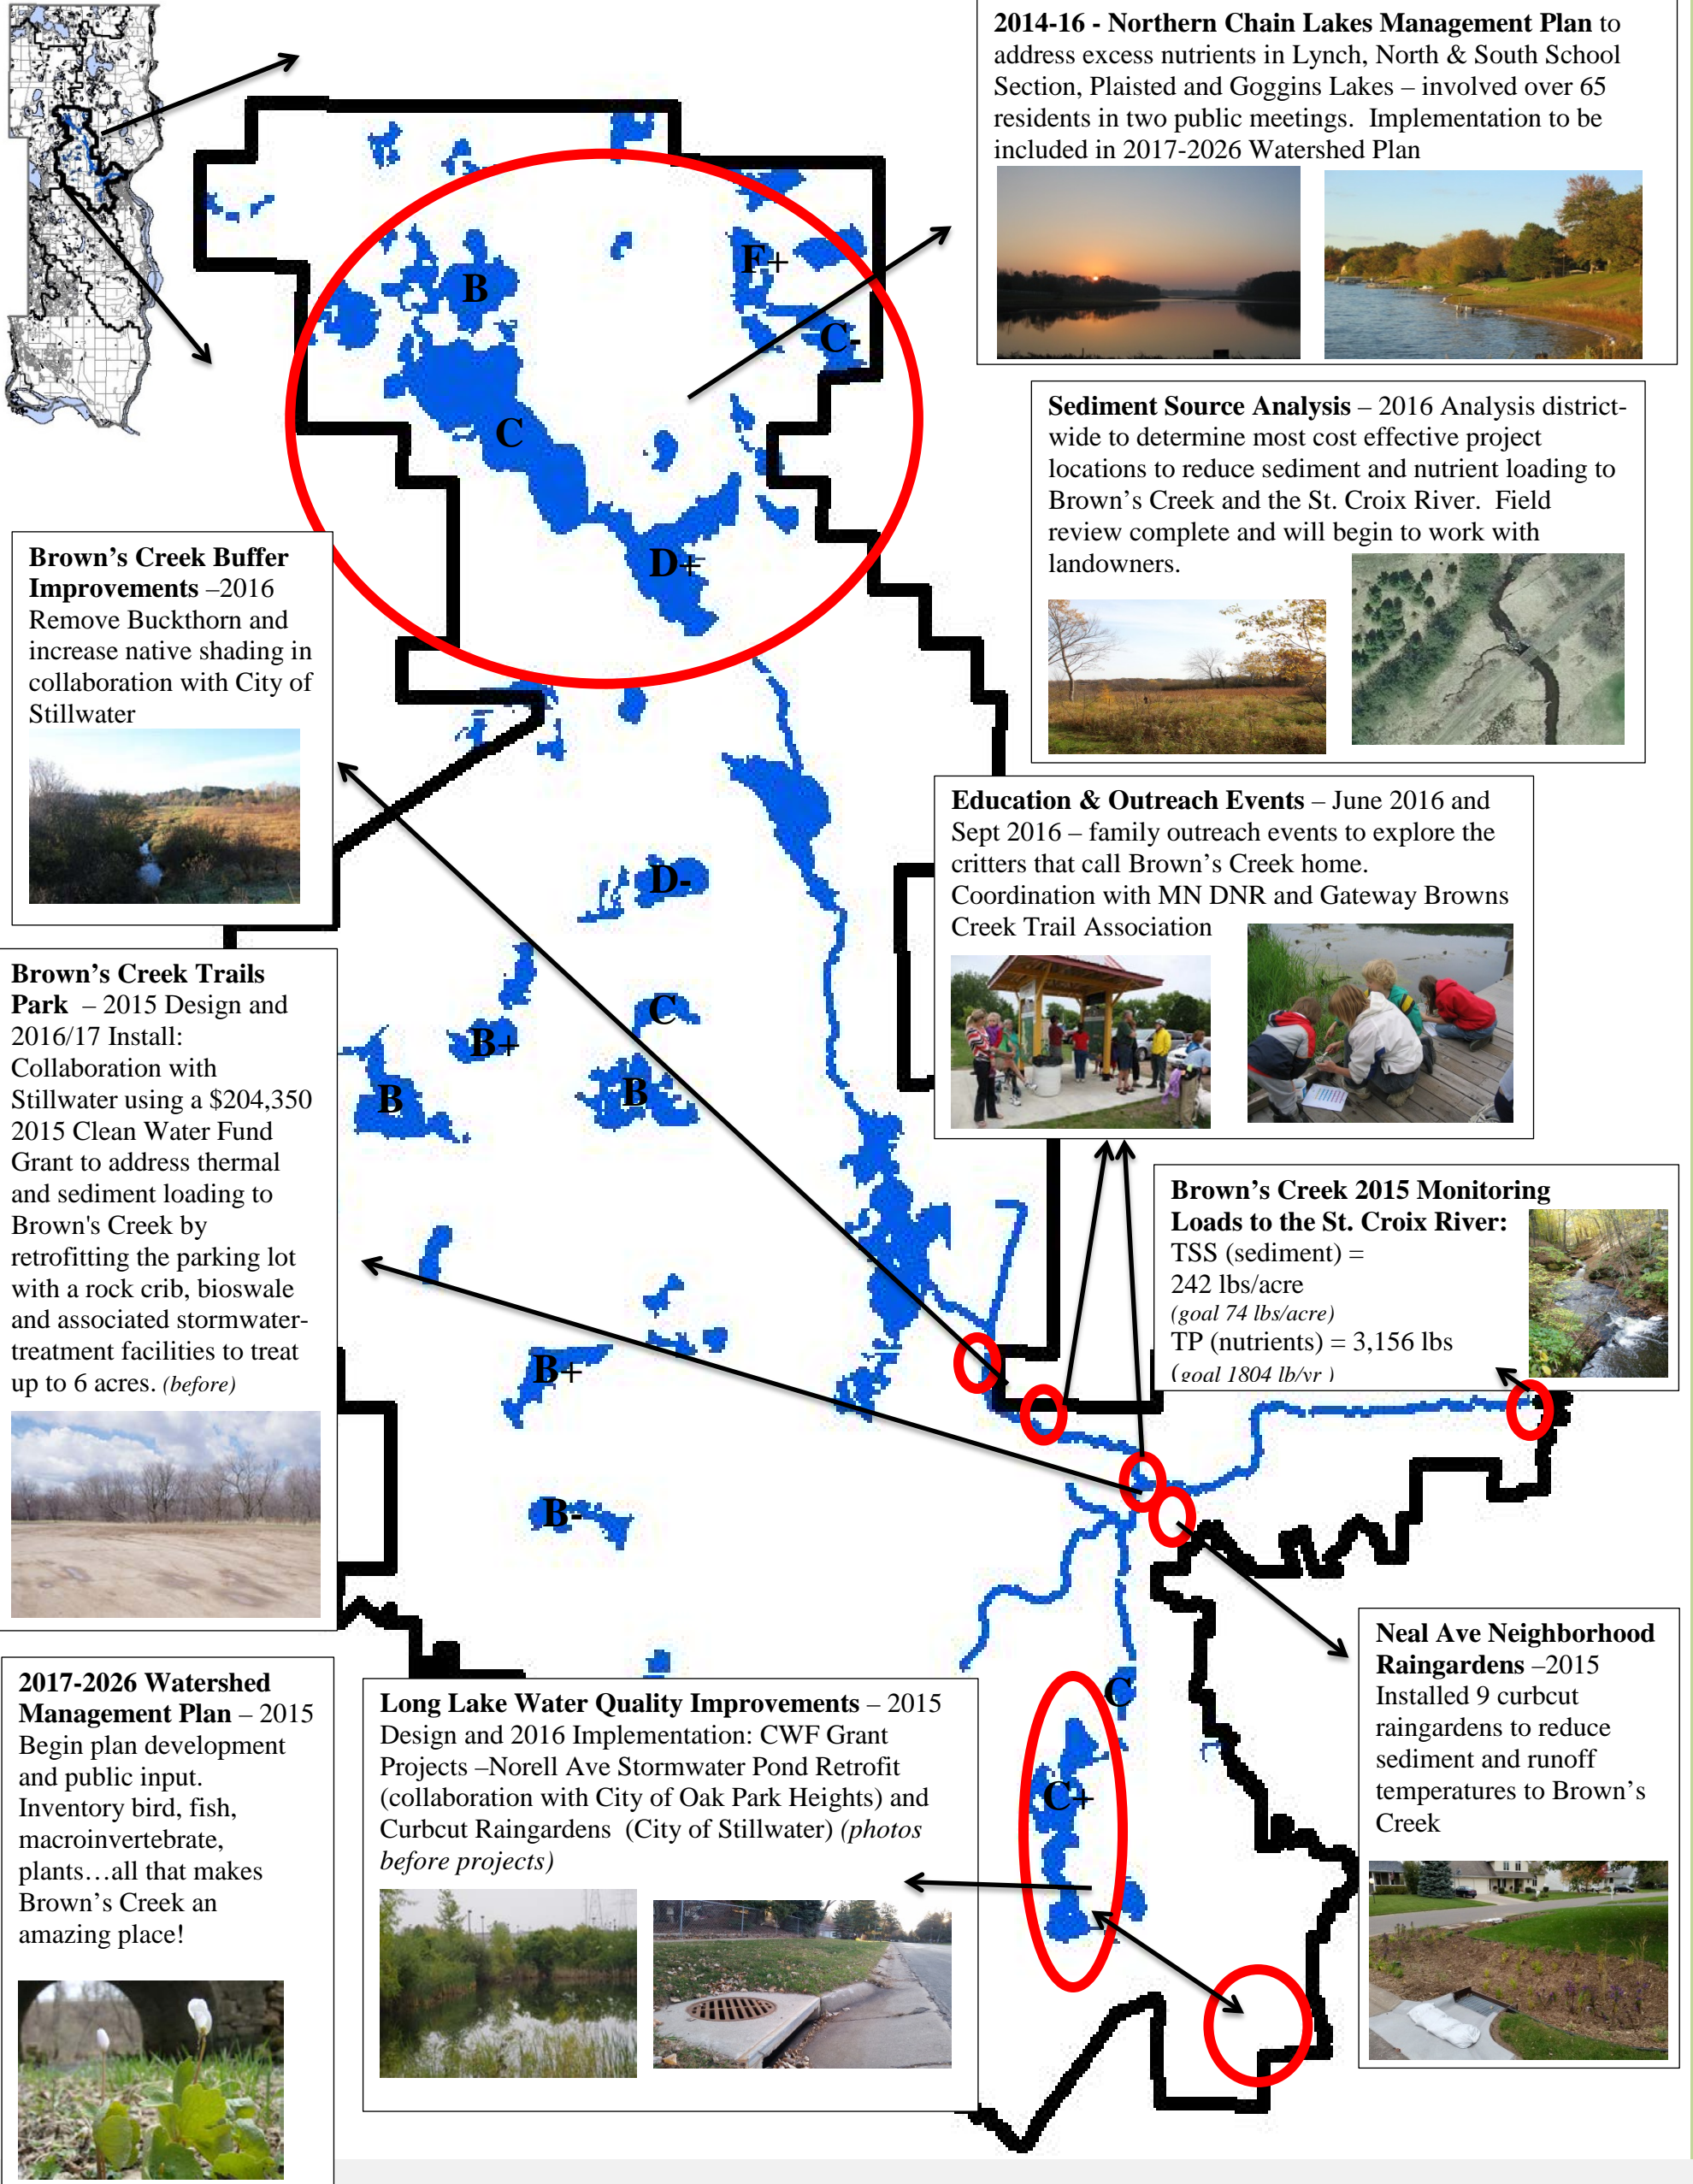 2014-16 - Northern Chain Lakes Management Plan to
address excess nutrients in Lynch, North & South School
Section, Plaisted and Goggins Lakes – involved over 65
residents in two public meetings.  Implementation to be
included in 2017-2026 Watershed Plan
B
F+
C-
C
D+
Sediment Source Analysis – 2016 Analysis district-
wide to determine most cost effective project
locations to reduce sediment and nutrient loading to
Brown’s Creek and the St. Croix River.  Field
review complete and will begin to work with
landowners.
Brown’s Creek Buffer
Improvements –2016
Remove Buckthorn and
increase native shading in
collaboration with City of
Stillwater
Education & Outreach Events – June 2016 and
Sept 2016 – family outreach events to explore the
critters that call Brown’s Creek home.
Coordination with MN DNR and Gateway Browns
Creek Trail Association
D-
C
B+
B
B
Brown’s Creek Trails
Park  – 2015 Design and
2016/17 Install:
Collaboration with
Stillwater using a $204,350
2015 Clean Water Fund
Grant to address thermal
and sediment loading to
Brown's Creek by
retrofitting the parking lot
with a rock crib, bioswale
and associated stormwater-
treatment facilities to treat
up to 6 acres. (before)
Brown’s Creek 2015 Monitoring
Loads to the St. Croix River:
TSS (sediment) =
242 lbs/acre
(goal 74 lbs/acre)
TP (nutrients) = 3,156 lbs
(goal 1804 lb/yr )
B+
B-
Neal Ave Neighborhood
Raingardens –2015
Installed 9 curbcut
raingardens to reduce
sediment and runoff
temperatures to Brown’s
Creek
2017-2026 Watershed
Management Plan – 2015
Begin plan development
and public input.
Inventory bird, fish,
macroinvertebrate,
plants…all that makes
Brown’s Creek an
amazing place!
Long Lake Water Quality Improvements – 2015
Design and 2016 Implementation: CWF Grant
Projects –Norell Ave Stormwater Pond Retrofit
(collaboration with City of Oak Park Heights) and
Curbcut Raingardens  (City of Stillwater) (photos
before projects)
C
C+